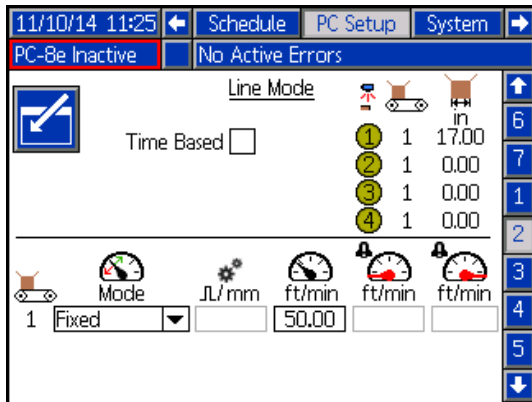 11/10/14 11:25 Schedule PC Setup System
PC-8e Inactive No Active Errors
Line Mode
in
Time Based
1 1 17.00
2 1 0.00
3 1 0.00
4 1 0.00
6
7
1
2
3
4
5
Mode ⎍/mm ft/min ft/min ft/min
1 Fixed 50.00